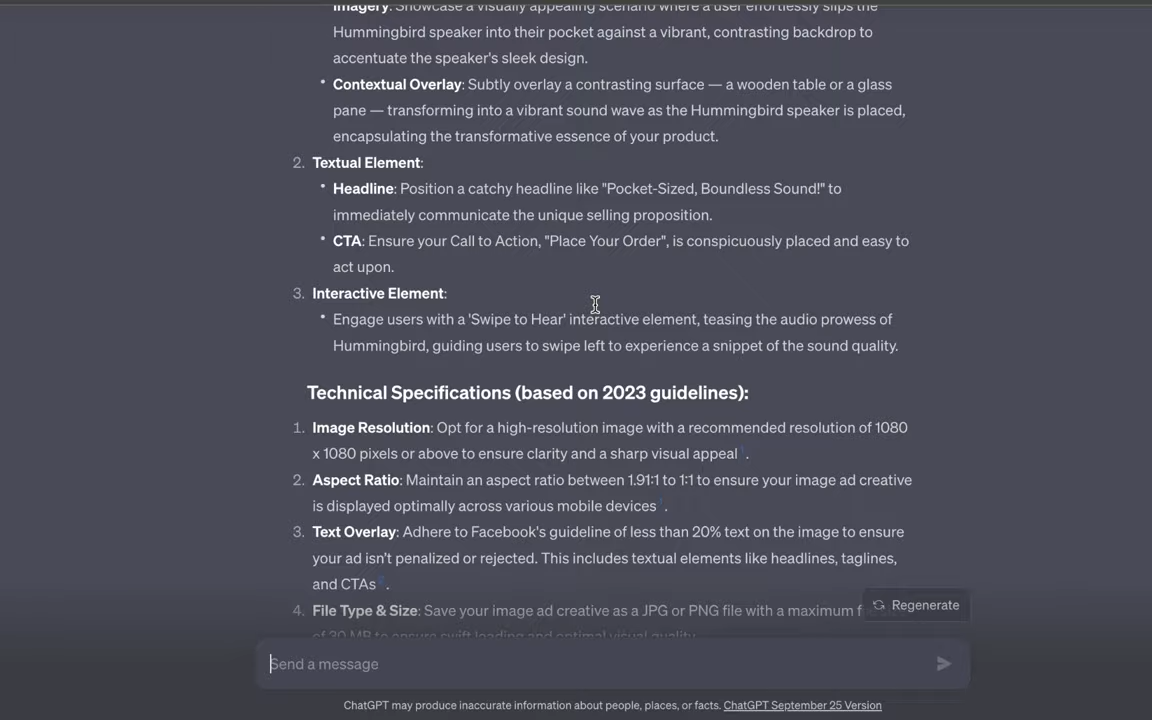 Imagery: Showcase a visually appealing scenario where a user effortlessly slips the
Hummingbird speaker into their pocket against a vibrant, contrasting backdrop to
accentuate the speaker's sleek design.
• Contextual Overlay: Subtly overlay a contrasting surface — a wooden table or a glass
pane — transforming into a vibrant sound wave as the Hummingbird speaker is placed,
encapsulating the transformative essence of your product.
2. Textual Element:
• Headline: Position a catchy headline like "Pocket-Sized, Boundless Sound!" to
immediately communicate the unique selling proposition.
• CTA: Ensure your Call to Action, "Place Your Order", is conspicuously placed and easy to
act upon.
3. Interactive Element:
• Engage users with a 'Swipe to Hear' interactive element, teasing the audio prowess of
Hummingbird, guiding users to swipe left to experience a snippet of the sound quality.
Technical Specifications (based on 2023 guidelines):
1. Image Resolution: Opt for a high-resolution image with a recommended resolution of 1080
x 1080 pixels or above to ensure clarity and a sharp visual appeal.
2. Aspect Ratio: Maintain an aspect ratio between 1.91:1 to 1:1 to ensure your image ad creative
is displayed optimally across various mobile devices.
3. Text Overlay: Adhere to Facebook's guideline of less than 20% text on the image to ensure
your ad isn't penalized or rejected. This includes textual elements like headlines, taglines,
and CTAs.
4. File Type & Size: Save your image ad creative as a JPG or PNG file with a maximum
of 30 MB to ensure swift loading and optimal visual quality.
Regenerate
Send a message
ChatGPT may produce inaccurate information about people, places, or facts. ChatGPT September 25 Version